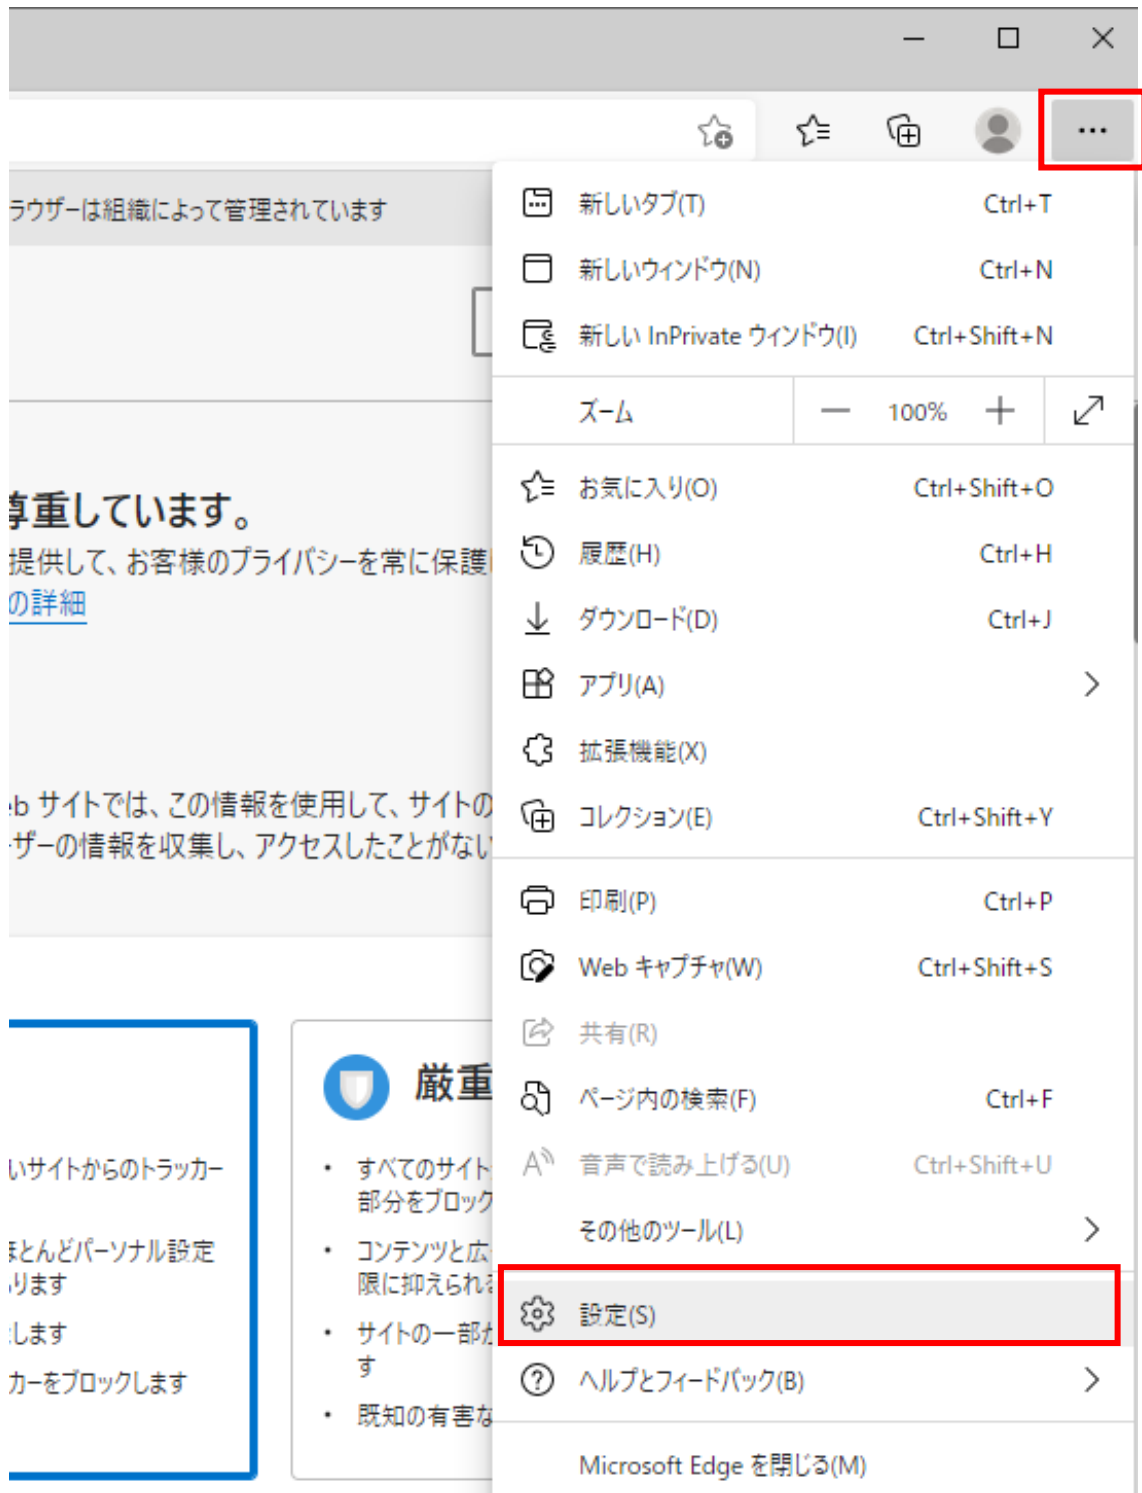 ラウザーは組織によって管理されています
尊重しています。
提供して、お客様のプライバシーを常に保護
の詳細
eb サイトでは、この情報を使用して、サイトの
ーザーの情報を収集し、アクセスしたことがない
いサイトからのトラッカー
ほとんどパーソナル設定
ります
します
カーをブロックします
厳重
・ すべてのサイト
部分をブロック
・ コンテンツと広
限に抑えられる
・ サイトの一部が
す
・ 既知の有害な
新しいタブ(T) Ctrl+T
新しいウィンドウ(N) Ctrl+N
新しい InPrivate ウィンドウ(I) Ctrl+Shift+N
ズーム 100%
お気に入り(O) Ctrl+Shift+O
履歴(H) Ctrl+H
ダウンロード(D) Ctrl+J
アプリ(A)
拡張機能(X)
コレクション(E) Ctrl+Shift+Y
印刷(P) Ctrl+P
Web キャプチャ(W) Ctrl+Shift+S
共有(R)
ページ内の検索(F) Ctrl+F
音声で読み上げる(U) Ctrl+Shift+U
その他のツール(L)
設定(S)
ヘルプとフィードバック(B)
Microsoft Edge を閉じる(M)